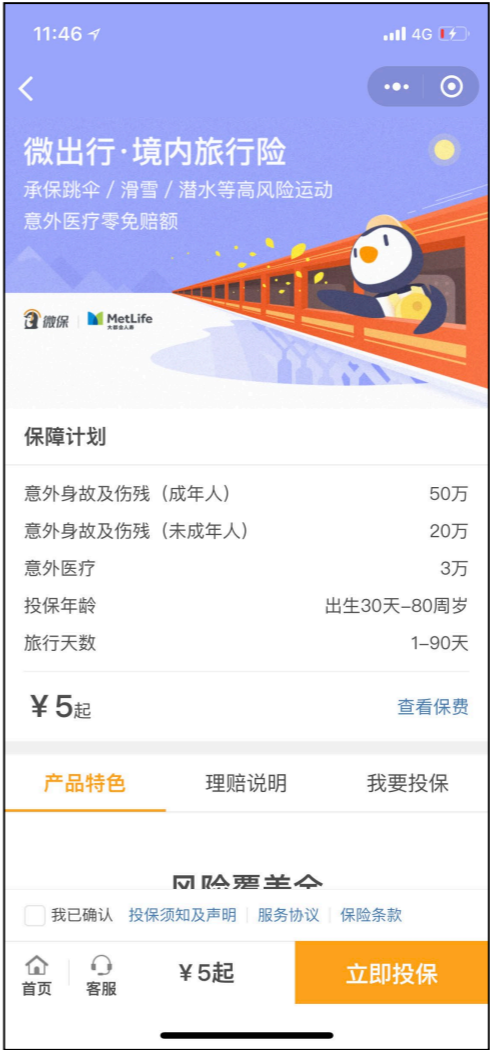 11:46
4G
微出行·境内旅行险
承保跳伞 / 滑雪 / 潜水等高风险运动
意外医疗零免赔额
微保 MetLife
大都会人寿
保障计划
意外身故及伤残（成年人） 50万
意外身故及伤残（未成年人） 20万
意外医疗 3万
投保年龄 出生30天–80周岁
旅行天数 1–90天
¥5起 查看保费
产品特色 理赔说明 我要投保
风险覆盖全
我已确认 投保须知及声明 服务协议 保险条款
首页 客服 ¥5起 立即投保